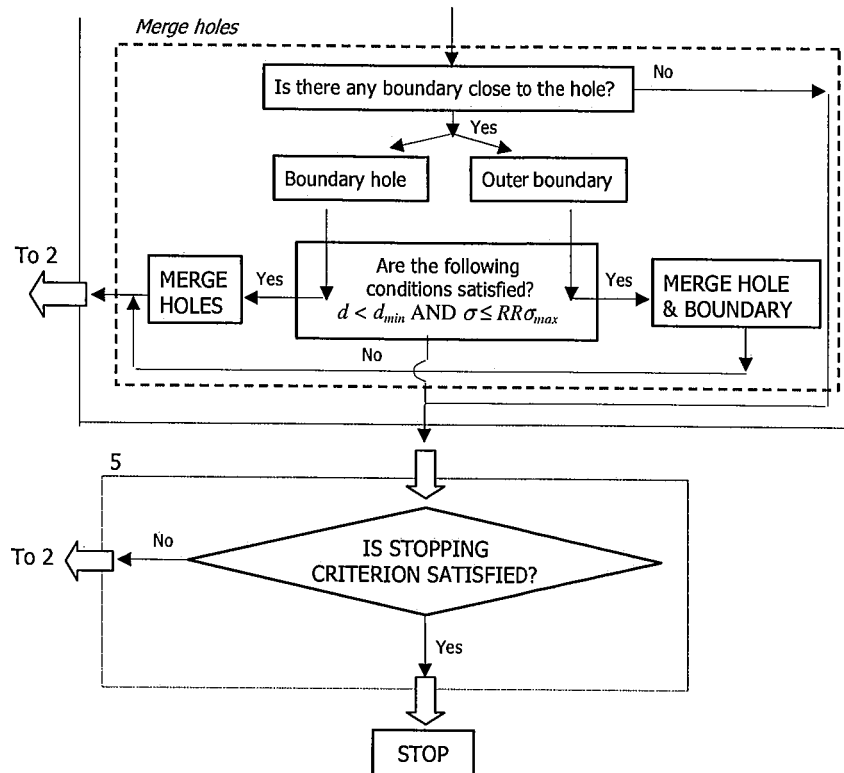 Merge holes
Is there any boundary close to the hole?
No
Yes
Boundary hole
Outer boundary
To 2
MERGE
HOLES
Yes
Are the following
conditions satisfied?
d < d_min AND σ ≤ RRσ_max
Yes
MERGE HOLE
& BOUNDARY
No
5
To 2
No
IS STOPPING
CRITERION SATISFIED?
Yes
STOP